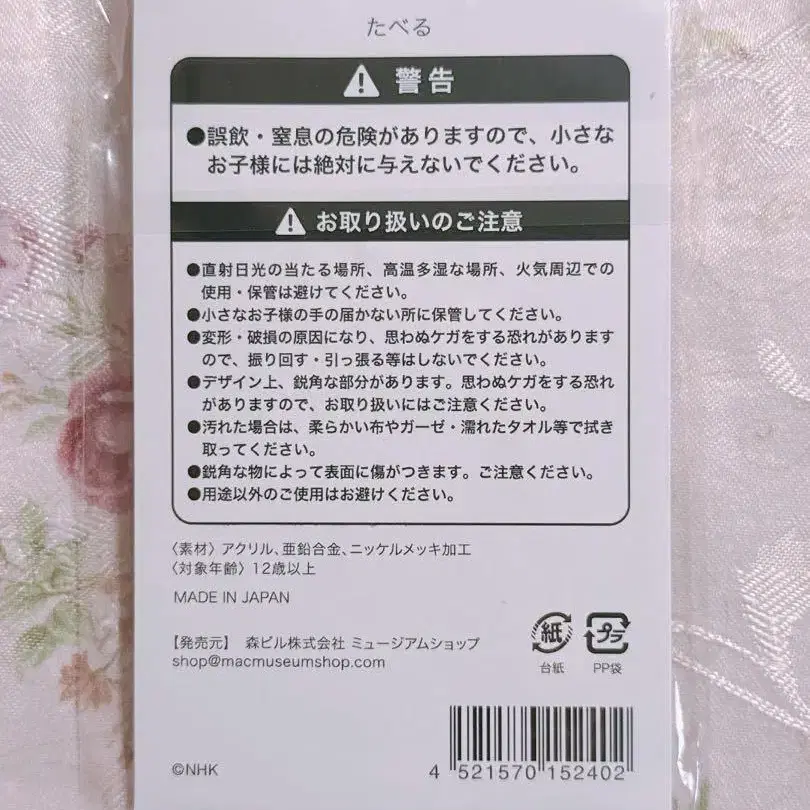 たべる
警告
●誤飲・窒息の危険がありますので、小さな
お子様には絶対に与えないでください。
お取り扱いのご注意
●直射日光の当たる場所、高温多湿な場所、火気周辺での
使用・保管は避けてください。
●小さなお子様の手の届かない所に保管してください。
●変形・破損の原因になり、思わぬケガをする恐れがあります
ので、振り回す・引っ張る等はしないでください。
●デザイン上、鋭角な部分があります。思わぬケガをする恐れ
がありますので、お取り扱いにはご注意ください。
●汚れた場合は、柔らかい布やガーゼ・濡れたタオル等で拭き
取ってください。
●鋭角な物によって表面に傷がつきます。ご注意ください。
●用途以外のご使用はお避けください。
〈素材〉アクリル、亜鉛合金、ニッケルメッキ加工
〈対象年齢〉12歳以上
MADE IN JAPAN
【発売元】 森ビル株式会社 ミュージアムショップ
shop@macmuseumshop.com
紙 プラ
台紙 PP袋
©NHK
4 521570 152402